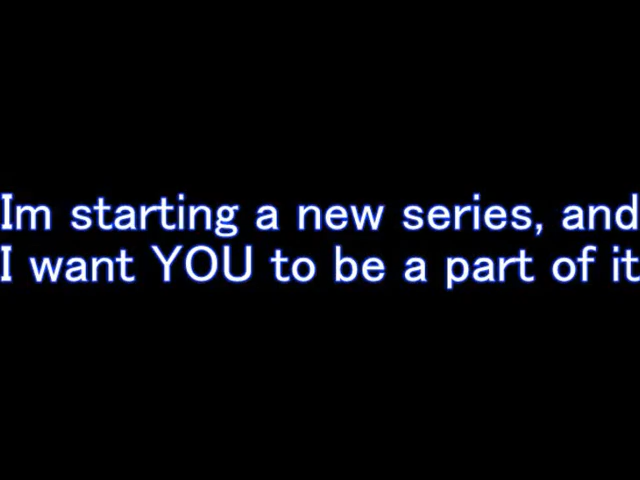 Im starting a new series, and
I want YOU to be a part of it